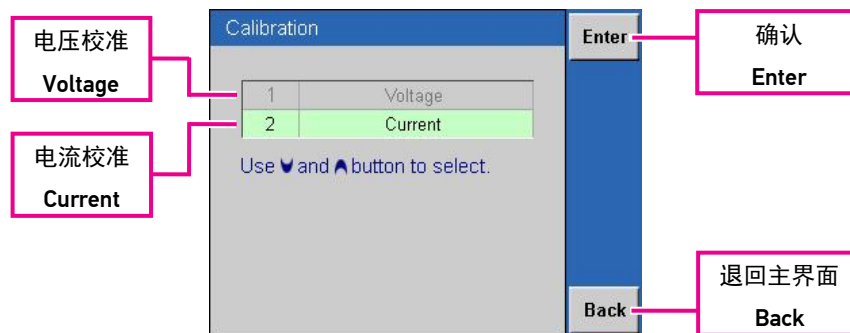 电压校准
Voltage
电流校准
Current
Calibration
1 Voltage
2 Current
Use and button to select.
Enter
Back
确认
Enter
退回主界面
Back